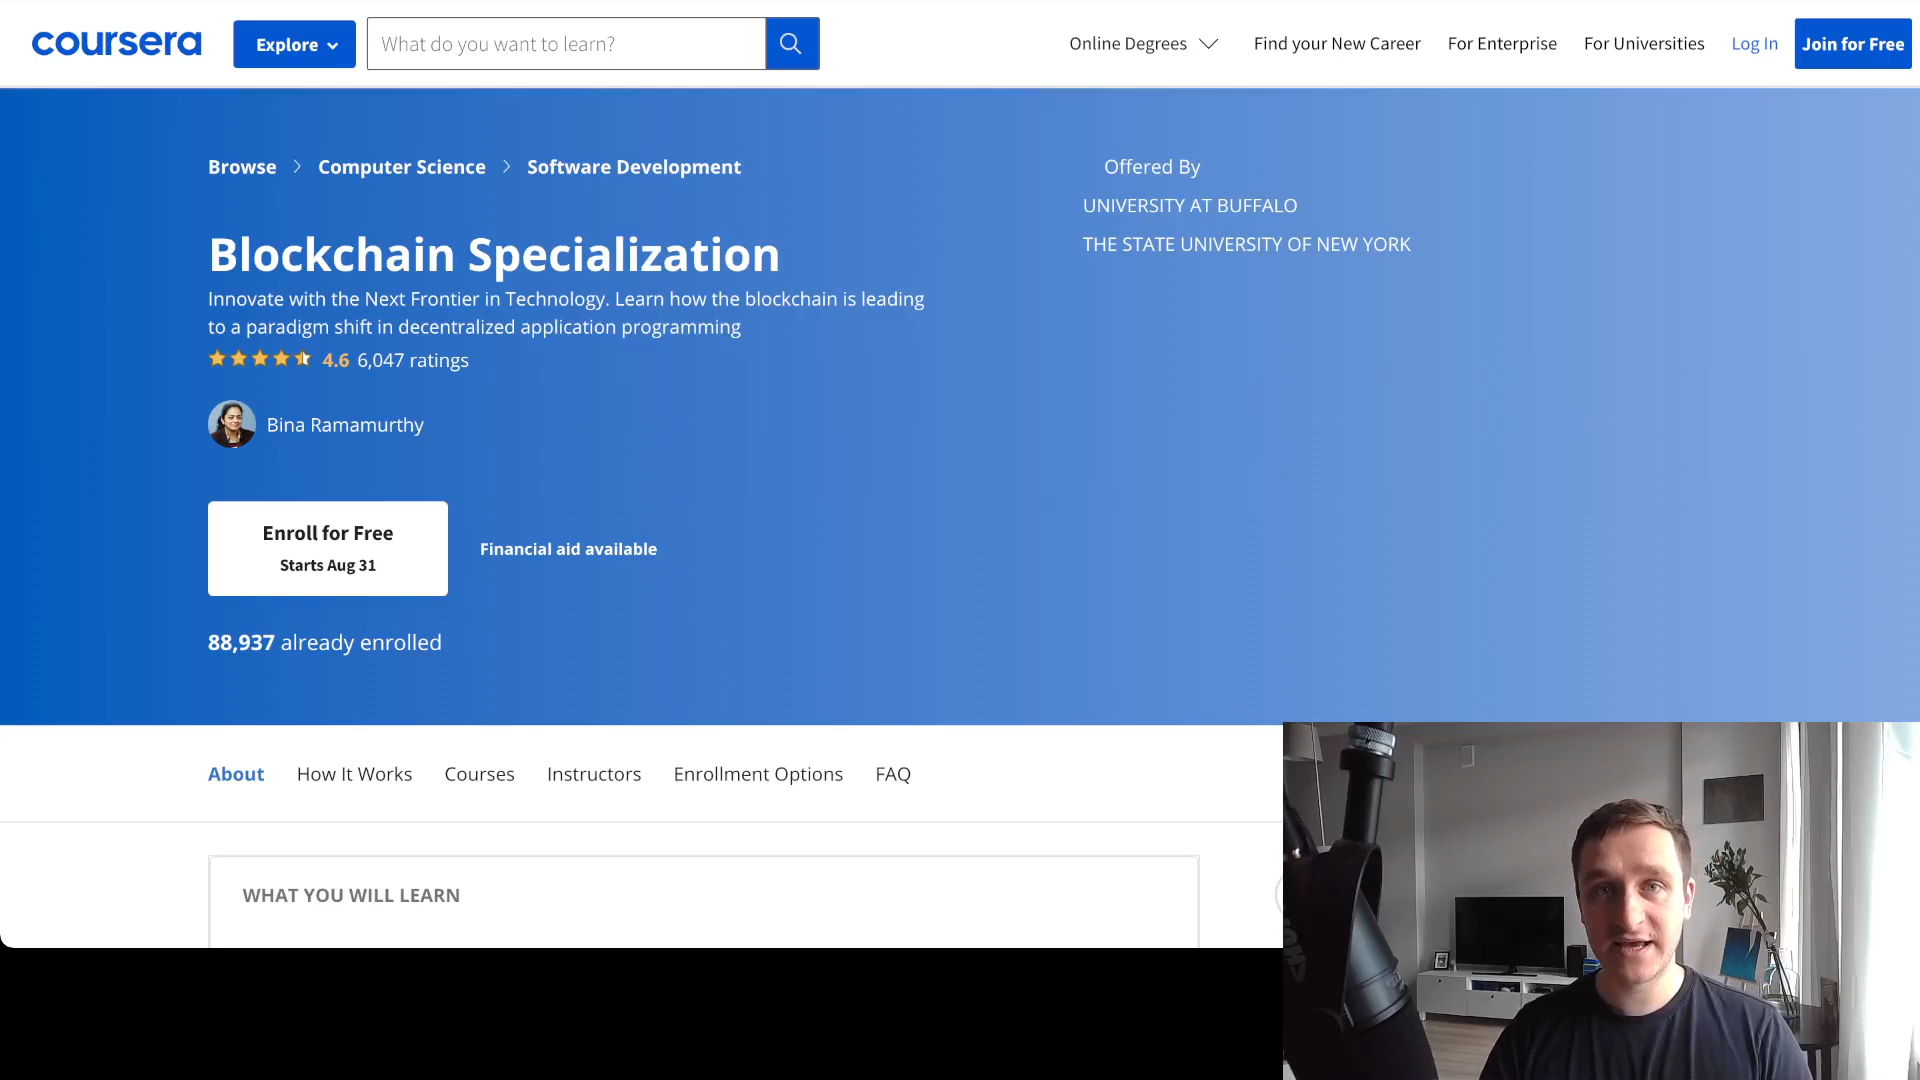 coursera
Explore
What do you want to learn?
Online Degrees
Find your New Career
For Enterprise
For Universities
Log In
Join for Free
Browse
Computer Science
Software Development
Offered By
UNIVERSITY AT BUFFALO
THE STATE UNIVERSITY OF NEW YORK
Blockchain Specialization
Innovate with the Next Frontier in Technology. Learn how the blockchain is leading
to a paradigm shift in decentralized application programming
4.6 6,047 ratings
Bina Ramamurthy
Enroll for Free
Starts Aug 31
Financial aid available
88,937 already enrolled
About
How It Works
Courses
Instructors
Enrollment Options
FAQ
WHAT YOU WILL LEARN